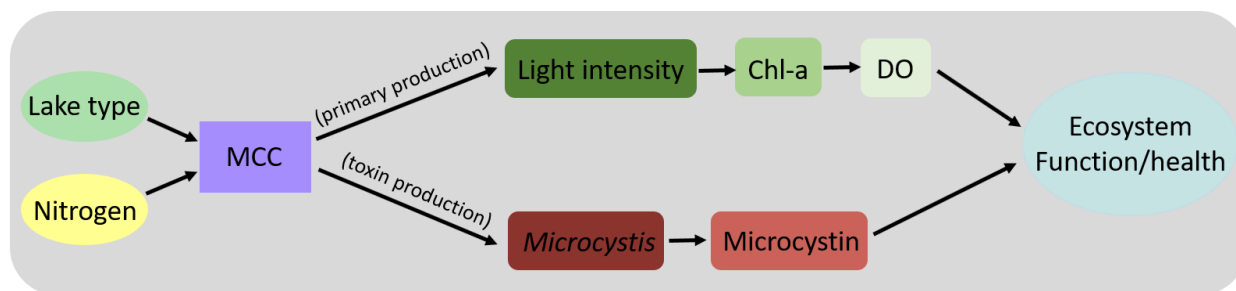 Lake type
Nitrogen
MCC
(primary production)
(toxin production)
Light intensity
Chl-a
DO
Microcystis
Microcystin
Ecosystem
Function/health